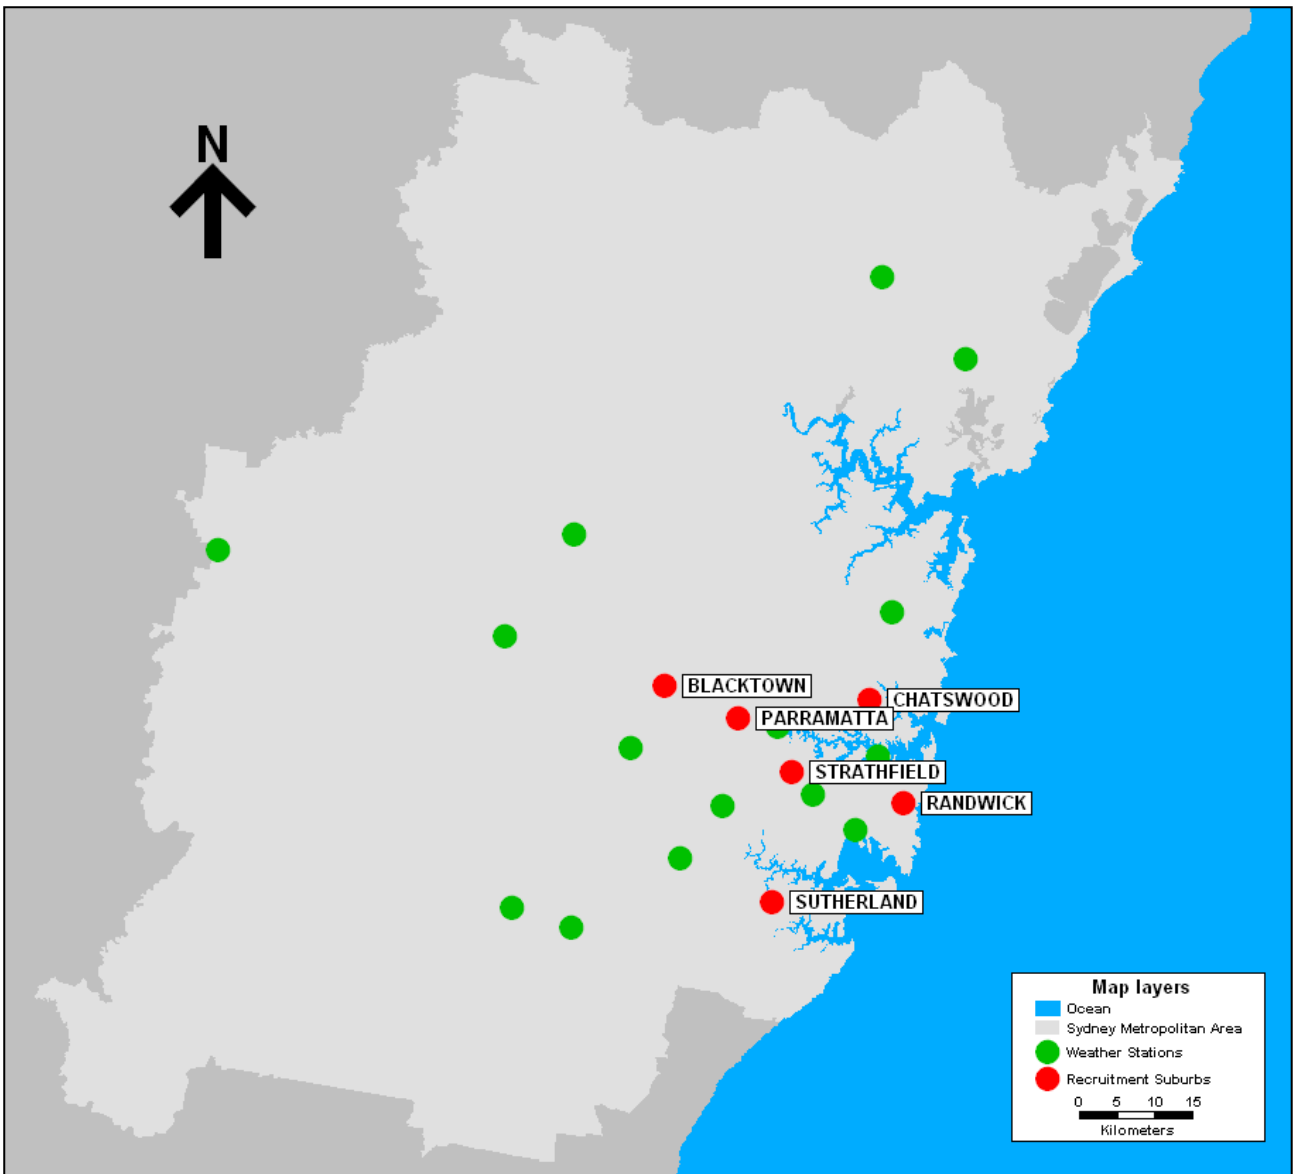 N
BLACKTOWN
CHATSWOOD
PARRAMATTA
STRATHFIELD
RANDWICK
SUTHERLAND
Map layers
Ocean
Sydney Metropolitan Area
Weather Stations
Recruitment Suburbs
0 5 10 15
Kilometers